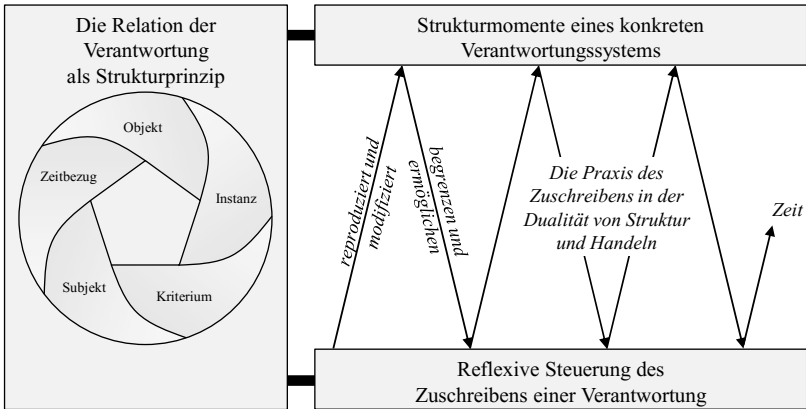 Die Relation der
Verantwortung
als Strukturprinzip
Objekt
Zeitbezug
Instanz
Subjekt
Kriterium
Strukturmomente eines konkreten
Verantwortungssystems
reproduziert und
modifiziert
begrenzen und
ermöglichen
Die Praxis des
Zuschreibens in der
Dualität von Struktur
und Handeln
Zeit
Reflexive Steuerung des
Zuschreibens einer Verantwortung